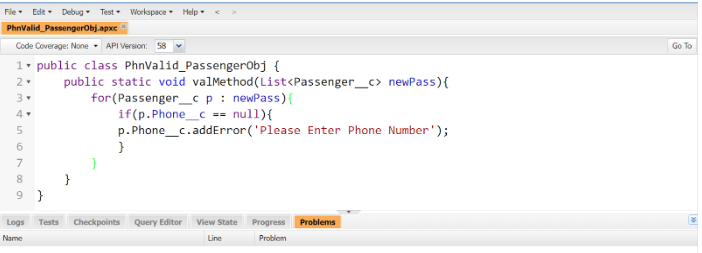 File Edit Debug Test Workspace Help < >
PhnValid_PassengerObj.apxc
Code Coverage: None API Version: 58 Go To
1 public class PhnValid_PassengerObj {
2 public static void valMethod(List<Passenger__c> newPass){
3 for(Passenger__c p : newPass){
4 if(p.Phone__c == null){
5 p.Phone__c.addError('Please Enter Phone Number');
6 }
7 }
8 }
9 }
Logs Tests Checkpoints Query Editor View State Progress Problems
Name Line Problem